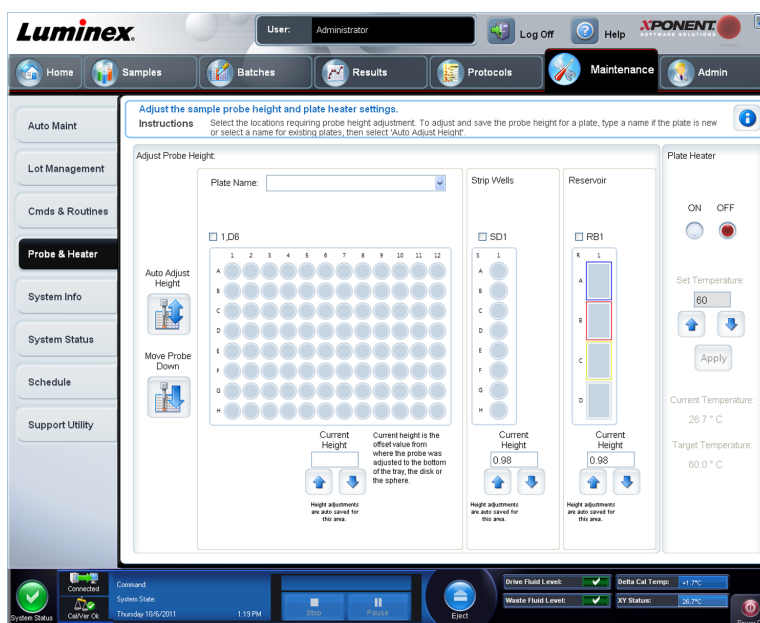 Luminex.
User: Administrator
Log Off
Help
XPONENT.
SOFTWARE SOLUTIONS
Home
Samples
Batches
Results
Protocols
Maintenance
Admin
Adjust the sample probe height and plate heater settings.
Instructions
Select the locations requiring probe height adjustment. To adjust and save the probe height for a plate, type a name if the plate is new
or select a name for existing plates, then select 'Auto Adjust Height'.
Auto Maint
Lot Management
Cmds & Routines
Probe & Heater
System Info
System Status
Schedule
Support Utility
Adjust Probe Height:
Plate Name:
Auto Adjust
Height
Move Probe
Down
1,D6
1 2 3 4 5 6 7 8 9 10 11 12
A
B
C
D
E
F
G
H
Current
Height
Current height is the
offset value from
where the probe was
adjusted to the bottom
of the tray, the disk or
the sphere.
Height adjustments
are auto saved for
this area.
Strip Wells
SD1
S 1
A
B
C
D
E
F
G
H
Current
Height
0.98
Height adjustments
are auto saved for
this area.
Reservoir
RB1
R 1
A
B
C
D
Current
Height
0.98
Height adjustments
are auto saved for
this area.
Plate Heater
ON OFF
Set Temperature:
60
Apply
Current Temperature:
26.7 ° C
Target Temperature:
60.0 ° C
System Status
Connected
Cal/Ver Ok
Command:
System State:
Thursday 10/6/2011 1:19 PM
Stop
Pause
Eject
Drive Fluid Level:
Waste Fluid Level:
Delta Cal Temp: +1.7°C
XY Status: 26.7°C